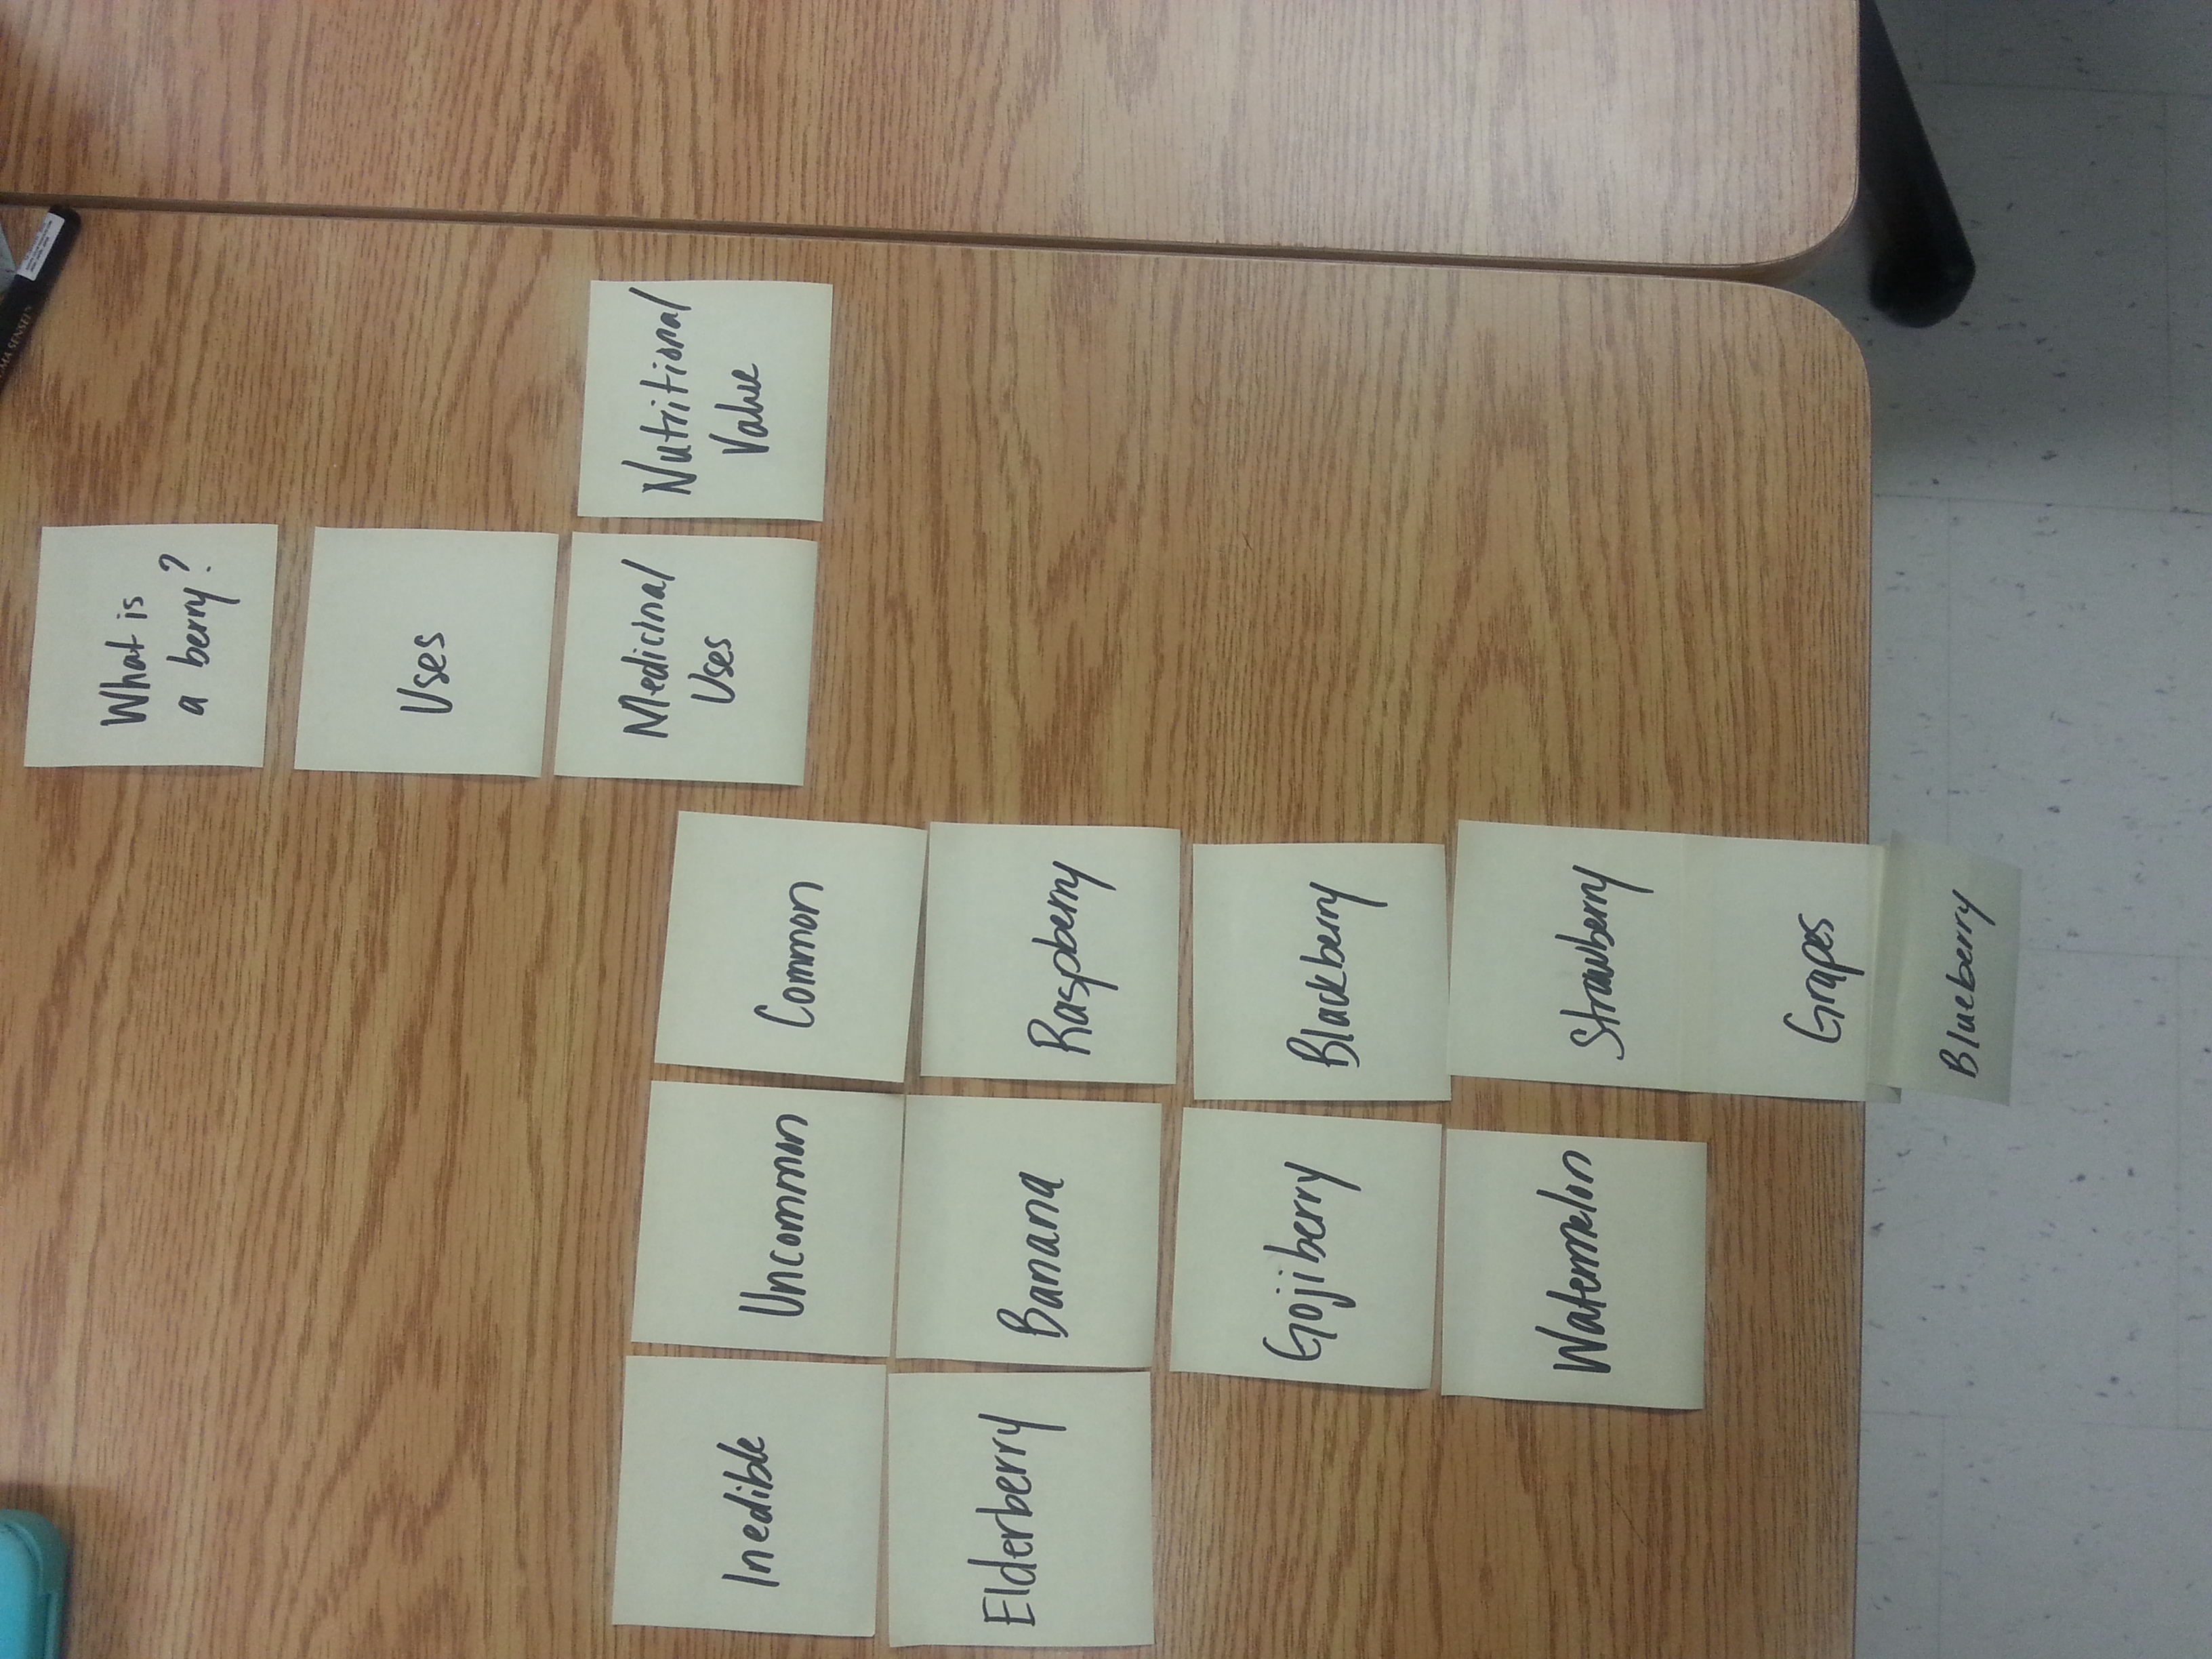 What is
a berry?
Uses
Medicinal
Uses
Nutritional
Value
Inedible
Uncommon
Common
Elderberry
Banana
Raspberry
Gojiberry
Blackberry
Watermelon
Strawberry
Grapes
Blueberry